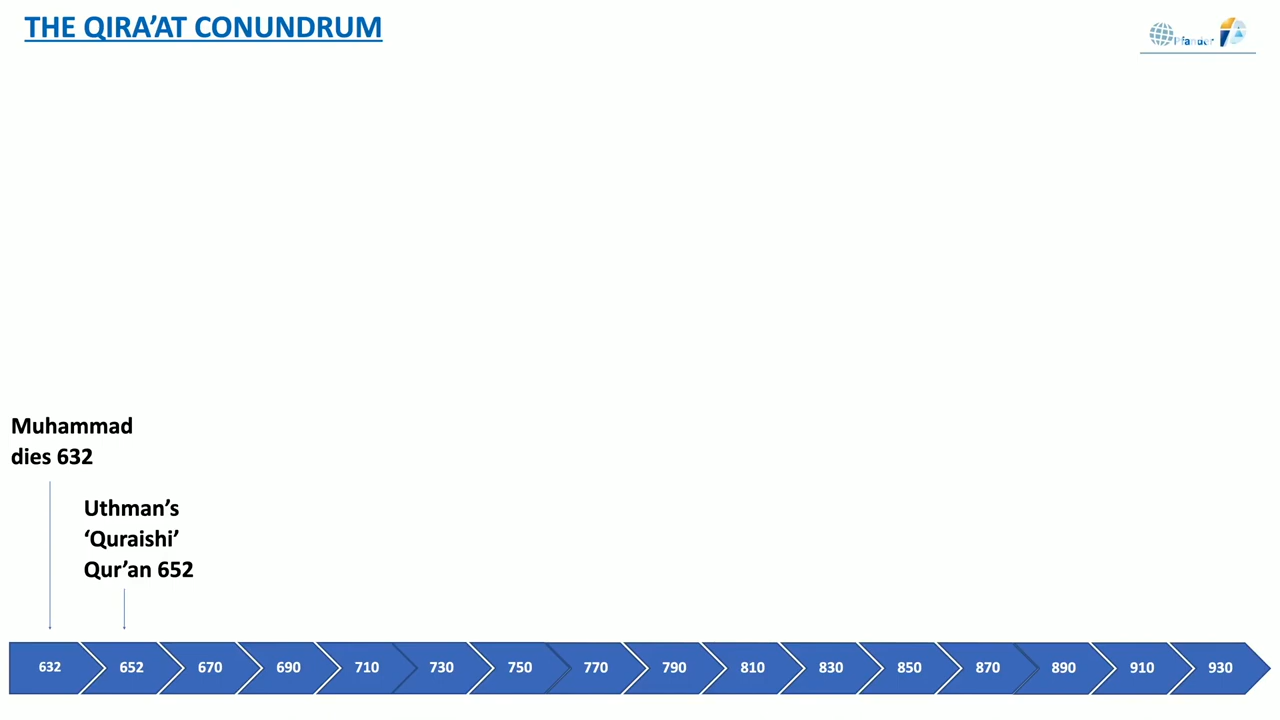 THE QIRA’AT CONUNDRUM
Pfander
Muhammad
dies 632
Uthman’s
‘Quraishi’
Qur’an 652
632 652 670 690 710 730 750 770 790 810 830 850 870 890 910 930